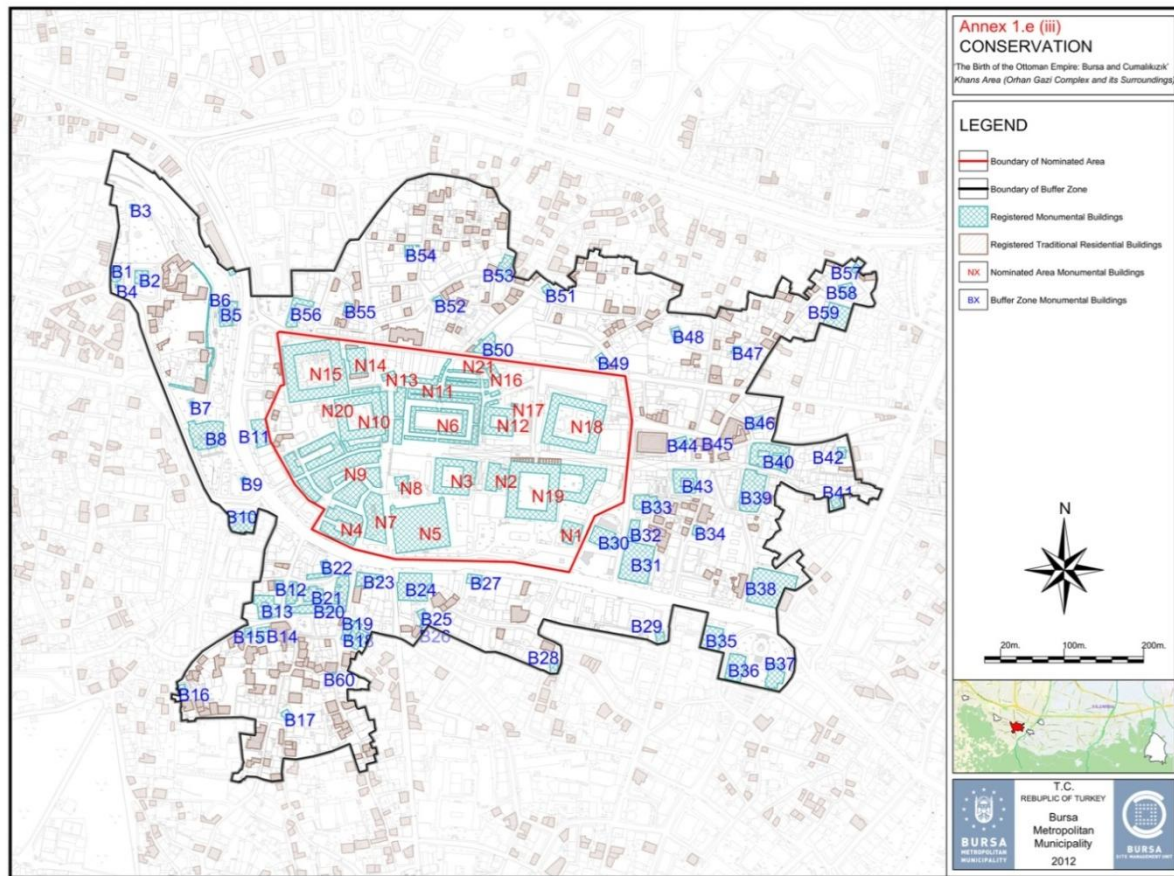 Annex 1.e (iii)
CONSERVATION
'The Birth of the Ottoman Empire: Bursa and Cumalıkızık'
Khans Area (Orhan Gazi Complex and its Surroundings)
LEGEND
Boundary of Nominated Area
Boundary of Buffer Zone
Registered Monumental Buildings
Registered Traditional Residential Buildings
NX Nominated Area Monumental Buildings
BX Buffer Zone Monumental Buildings
B3
B54
B53
B57
B1
B2
B4
B58
B51
B6
B5
B56
B55
B52
B59
B48
B50
B47
B49
N15
N14
N13
N21
N16
N11
B7
N20
N10
N6
N17
N12
N18
B46
B8
B11
B44
B45
B40
B42
B9
N9
N8
N3
N2
N19
B43
B39
B41
B10
N4
N7
N5
N1
B33
B30
B32
B34
B31
B22
B12
B21
B23
B24
B27
B38
B13
B20
B19
B25
B15
B14
B18
B26
B29
B35
B28
B36
B37
B16
B60
B17
N
20m. 100m. 200m.
T.C.
REBUPLIC OF TURKEY
Bursa
Metropolitan
Municipality
2012
BURSA
METROPOLITAN
MUNICIPALITY
BURSA
SITE MANAGEMENT UNIT